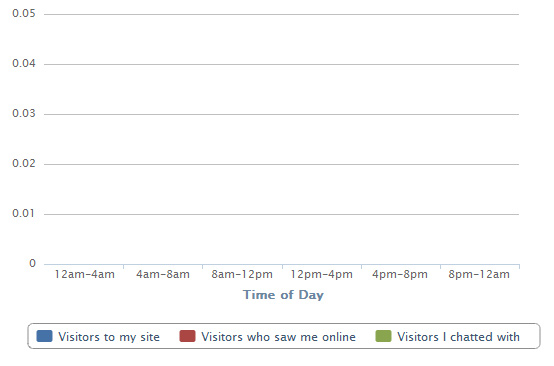 0.05
0.04
0.03
0.02
0.01
0
12am-4am 4am-8am 8am-12pm 12pm-4pm 4pm-8pm 8pm-12am
Time of Day
Visitors to my site Visitors who saw me online Visitors I chatted with